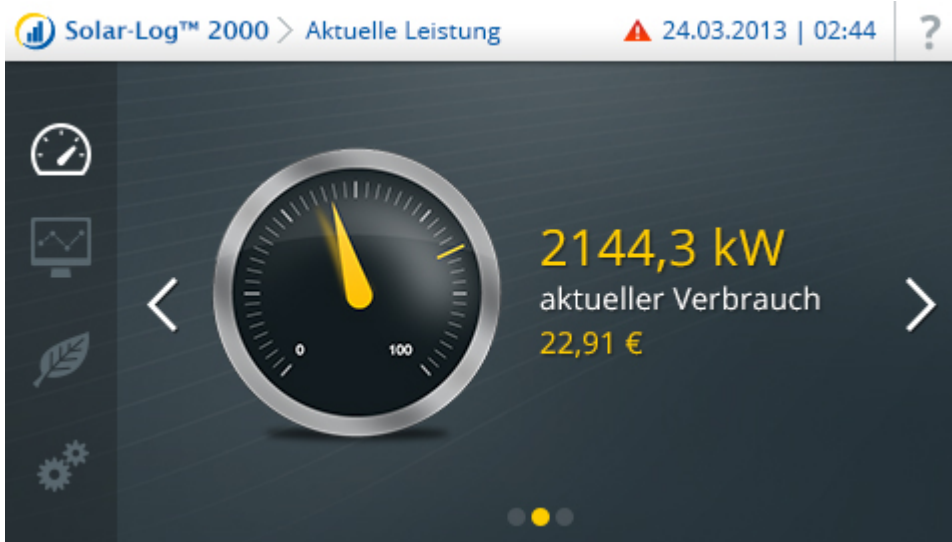 Solar-Log™ 2000 > Aktuelle Leistung 24.03.2013 | 02:44 ?
2144,3 kW
aktueller Verbrauch
22,91 €
0 100